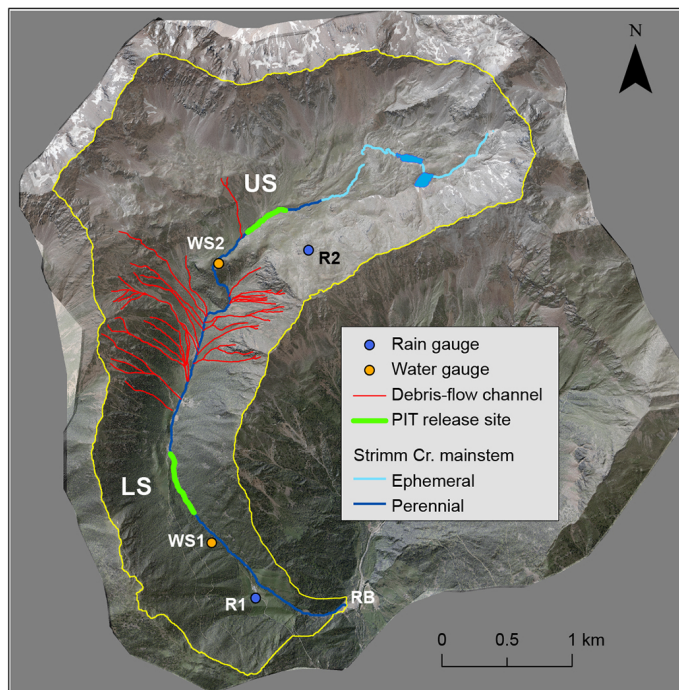 N
US
WS2
R2
Rain gauge
Water gauge
Debris-flow channel
PIT release site
Strimm Cr. mainstem
Ephemeral
Perennial
LS
WS1
R1
RB
0 0.5 1 km